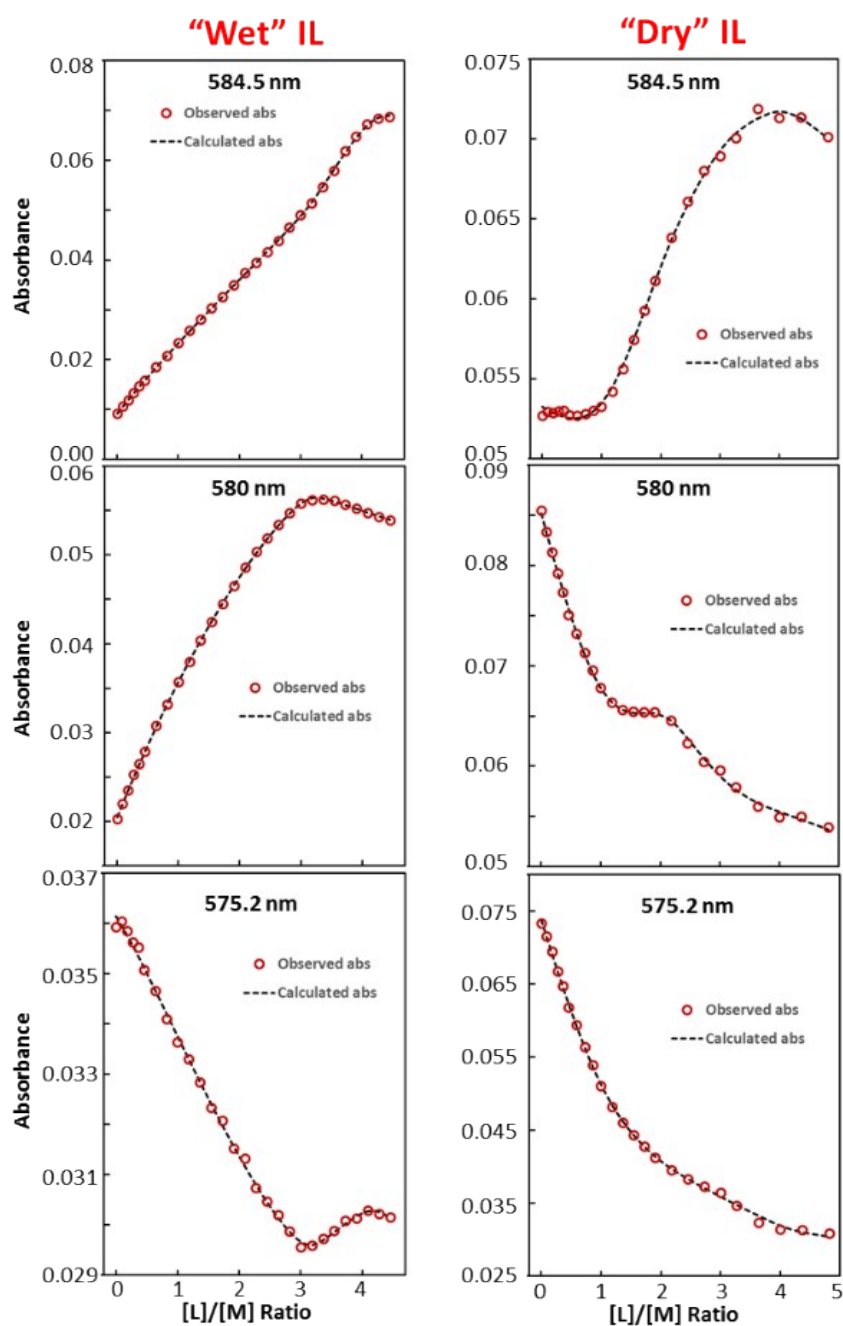 “Wet” IL
“Dry” IL
0.08
584.5 nm
Observed abs
Calculated abs
0.06
0.04
0.02
0.00
Absorbance
0.075
584.5 nm
0.07
0.065
0.06
0.055
0.05
Observed abs
Calculated abs
0.06
580 nm
0.05
0.04
0.03
0.02
Absorbance
Observed abs
Calculated abs
0.09
580 nm
0.08
0.07
0.06
0.05
Observed abs
Calculated abs
0.037
575.2 nm
Observed abs
Calculated abs
0.035
0.033
0.031
0.029
Absorbance
0 1 2 3 4
[L]/[M] Ratio
0.075
575.2 nm
0.065
0.055
0.045
0.035
0.025
Observed abs
Calculated abs
0 1 2 3 4 5
[L]/[M] Ratio